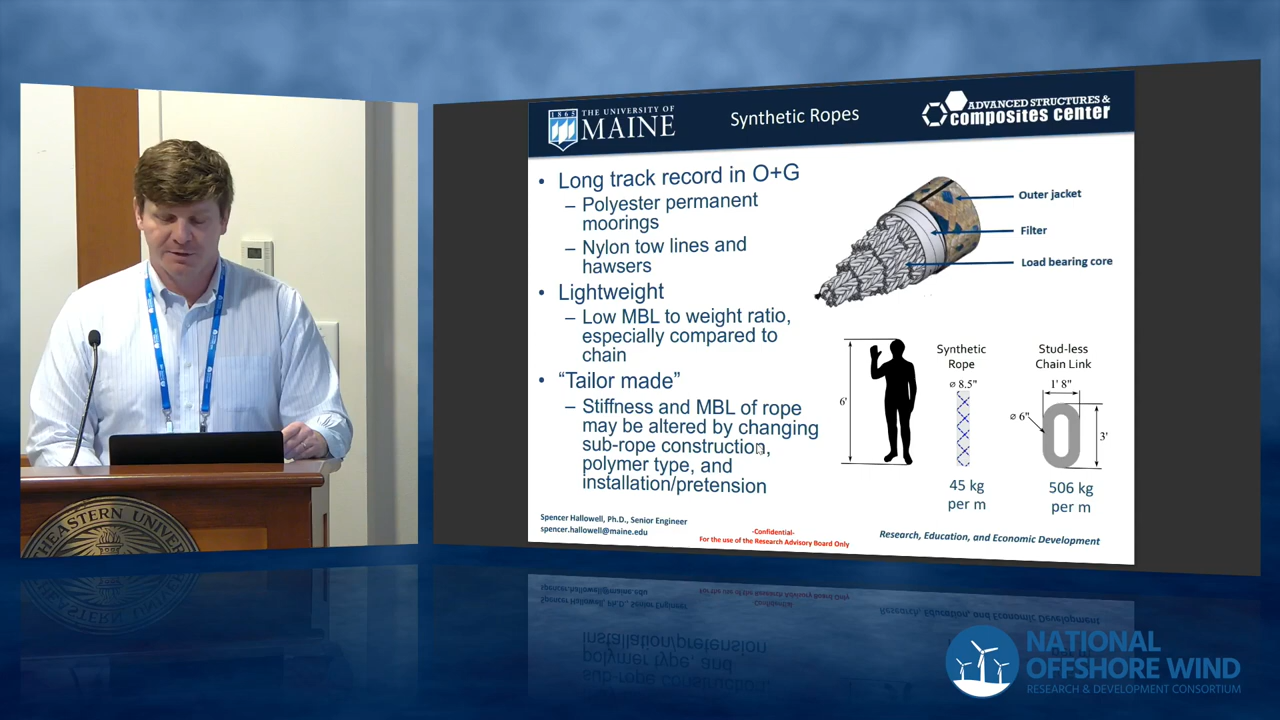 1865
THE UNIVERSITY OF
MAINE
Synthetic Ropes
ADVANCED STRUCTURES &
composites center
• Long track record in O+G
– Polyester permanent
moorings
– Nylon tow lines and
hawsers
• Lightweight
– Low MBL to weight ratio,
especially compared to
chain
• “Tailor made”
– Stiffness and MBL of rope
may be altered by changing
sub-rope construction,
polymer type, and
installation/pretension
Outer jacket
Filter
Load bearing core
6'
Synthetic
Rope
⌀ 8.5"
45 kg
per m
Stud-less
Chain Link
1' 8"
⌀ 6"
3'
506 kg
per m
Spencer Hallowell, Ph.D., Senior Engineer
spencer.hallowell@maine.edu
-Confidential-
For the use of the Research Advisory Board Only
Research, Education, and Economic Development
HEASTERN UNIVER
NATIONAL
OFFSHORE WIND
RESEARCH & DEVELOPMENT CONSORTIUM